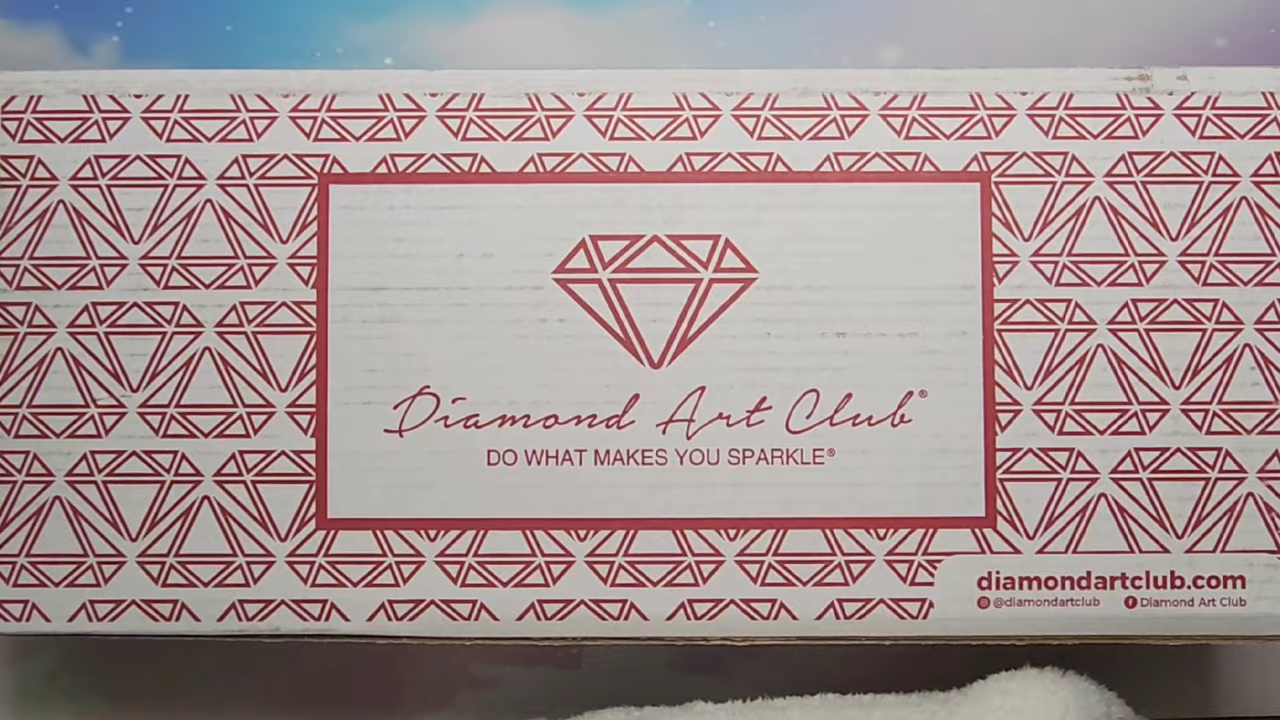 Diamond Art Club®
DO WHAT MAKES YOU SPARKLE®
diamondartclub.com
@diamondartclub Diamond Art Club